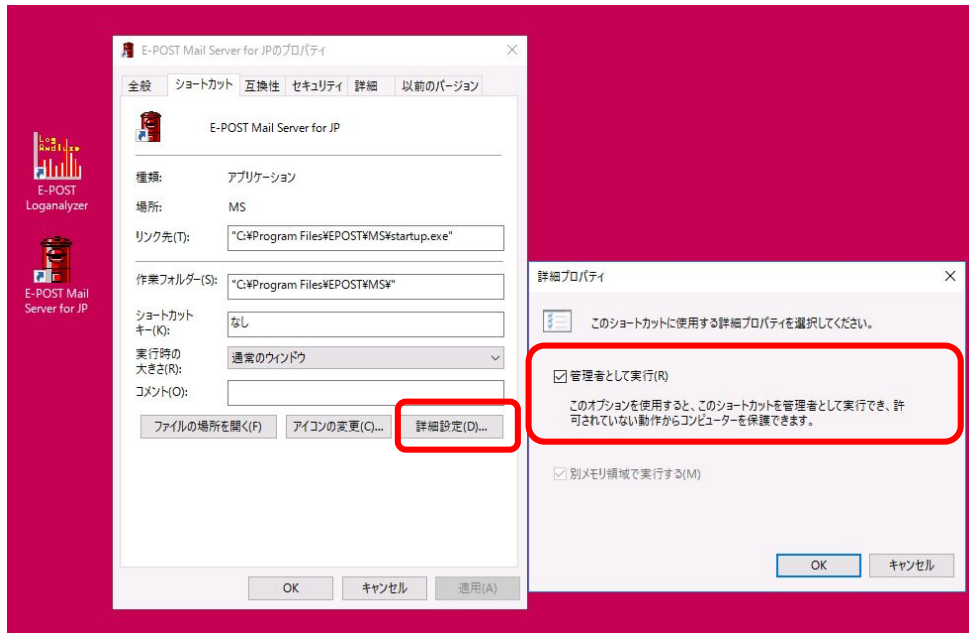 E-POST
Loganalyzer
E-POST Mail
Server for JP
E-POST Mail Server for JPのプロパティ
全般 ショートカット 互換性 セキュリティ 詳細 以前のバージョン
E-POST Mail Server for JP
種類: アプリケーション
場所: MS
リンク先(T): "C:¥Program Files¥EPOST¥MS¥startup.exe"
作業フォルダー(S): "C:¥Program Files¥EPOST¥MS¥"
ショートカット
キー(K): なし
実行時の
大きさ(R): 通常のウィンドウ
コメント(O):
ファイルの場所を開く(F) アイコンの変更(C)... 詳細設定(D)...
OK キャンセル 適用(A)
詳細プロパティ
このショートカットに使用する詳細プロパティを選択してください。
管理者として実行(R)
このオプションを使用すると、このショートカットを管理者として実行でき、許
可されていない動作からコンピューターを保護できます。
別メモリ領域で実行する(M)
OK キャンセル